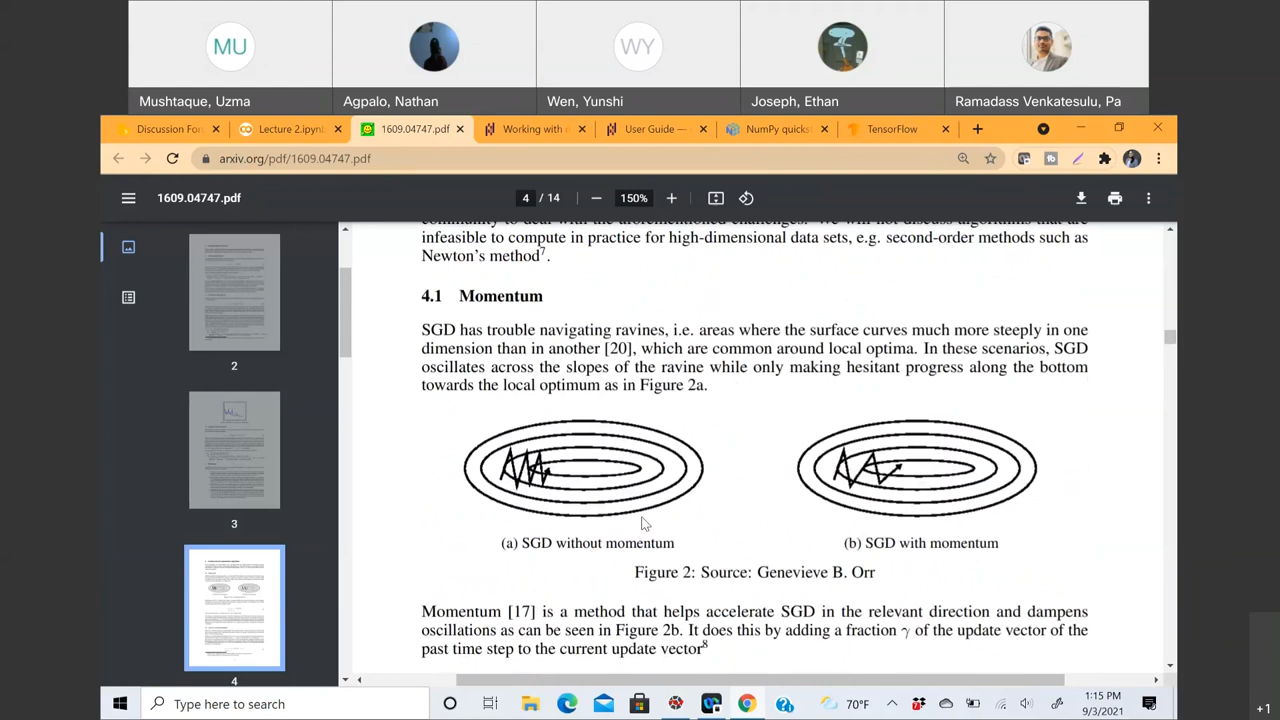 MU
WY
Mushtaque, Uzma
Agpalo, Nathan
Wen, Yunshi
Joseph, Ethan
Ramadass Venkatesulu, Pa
Discussion For
Lecture 2.ipynb
1609.04747.pdf
Working with m
User Guide —
NumPy quicks
TensorFlow
arxiv.org/pdf/1609.04747.pdf
1609.04747.pdf
4 / 14
150%
infeasible to compute in practice for high-dimensional data sets, e.g. second-order methods such as
Newton's method7.
4.1 Momentum
SGD has trouble navigating ravines, i.e. areas where the surface curves much more steeply in one
dimension than in another [20], which are common around local optima. In these scenarios, SGD
oscillates across the slopes of the ravine while only making hesitant progress along the bottom
towards the local optimum as in Figure 2a.
(a) SGD without momentum
(b) SGD with momentum
Figure 2: Source: Genevieve B. Orr
Momentum [17] is a method that helps accelerate SGD in the relevant direction and dampens
oscillations as can be seen in Figure 2b. It does this by adding a fraction γ of the update vector of the
past time step to the current update vector8
2
3
4
Type here to search
70°F
1:15 PM
9/3/2021
+1